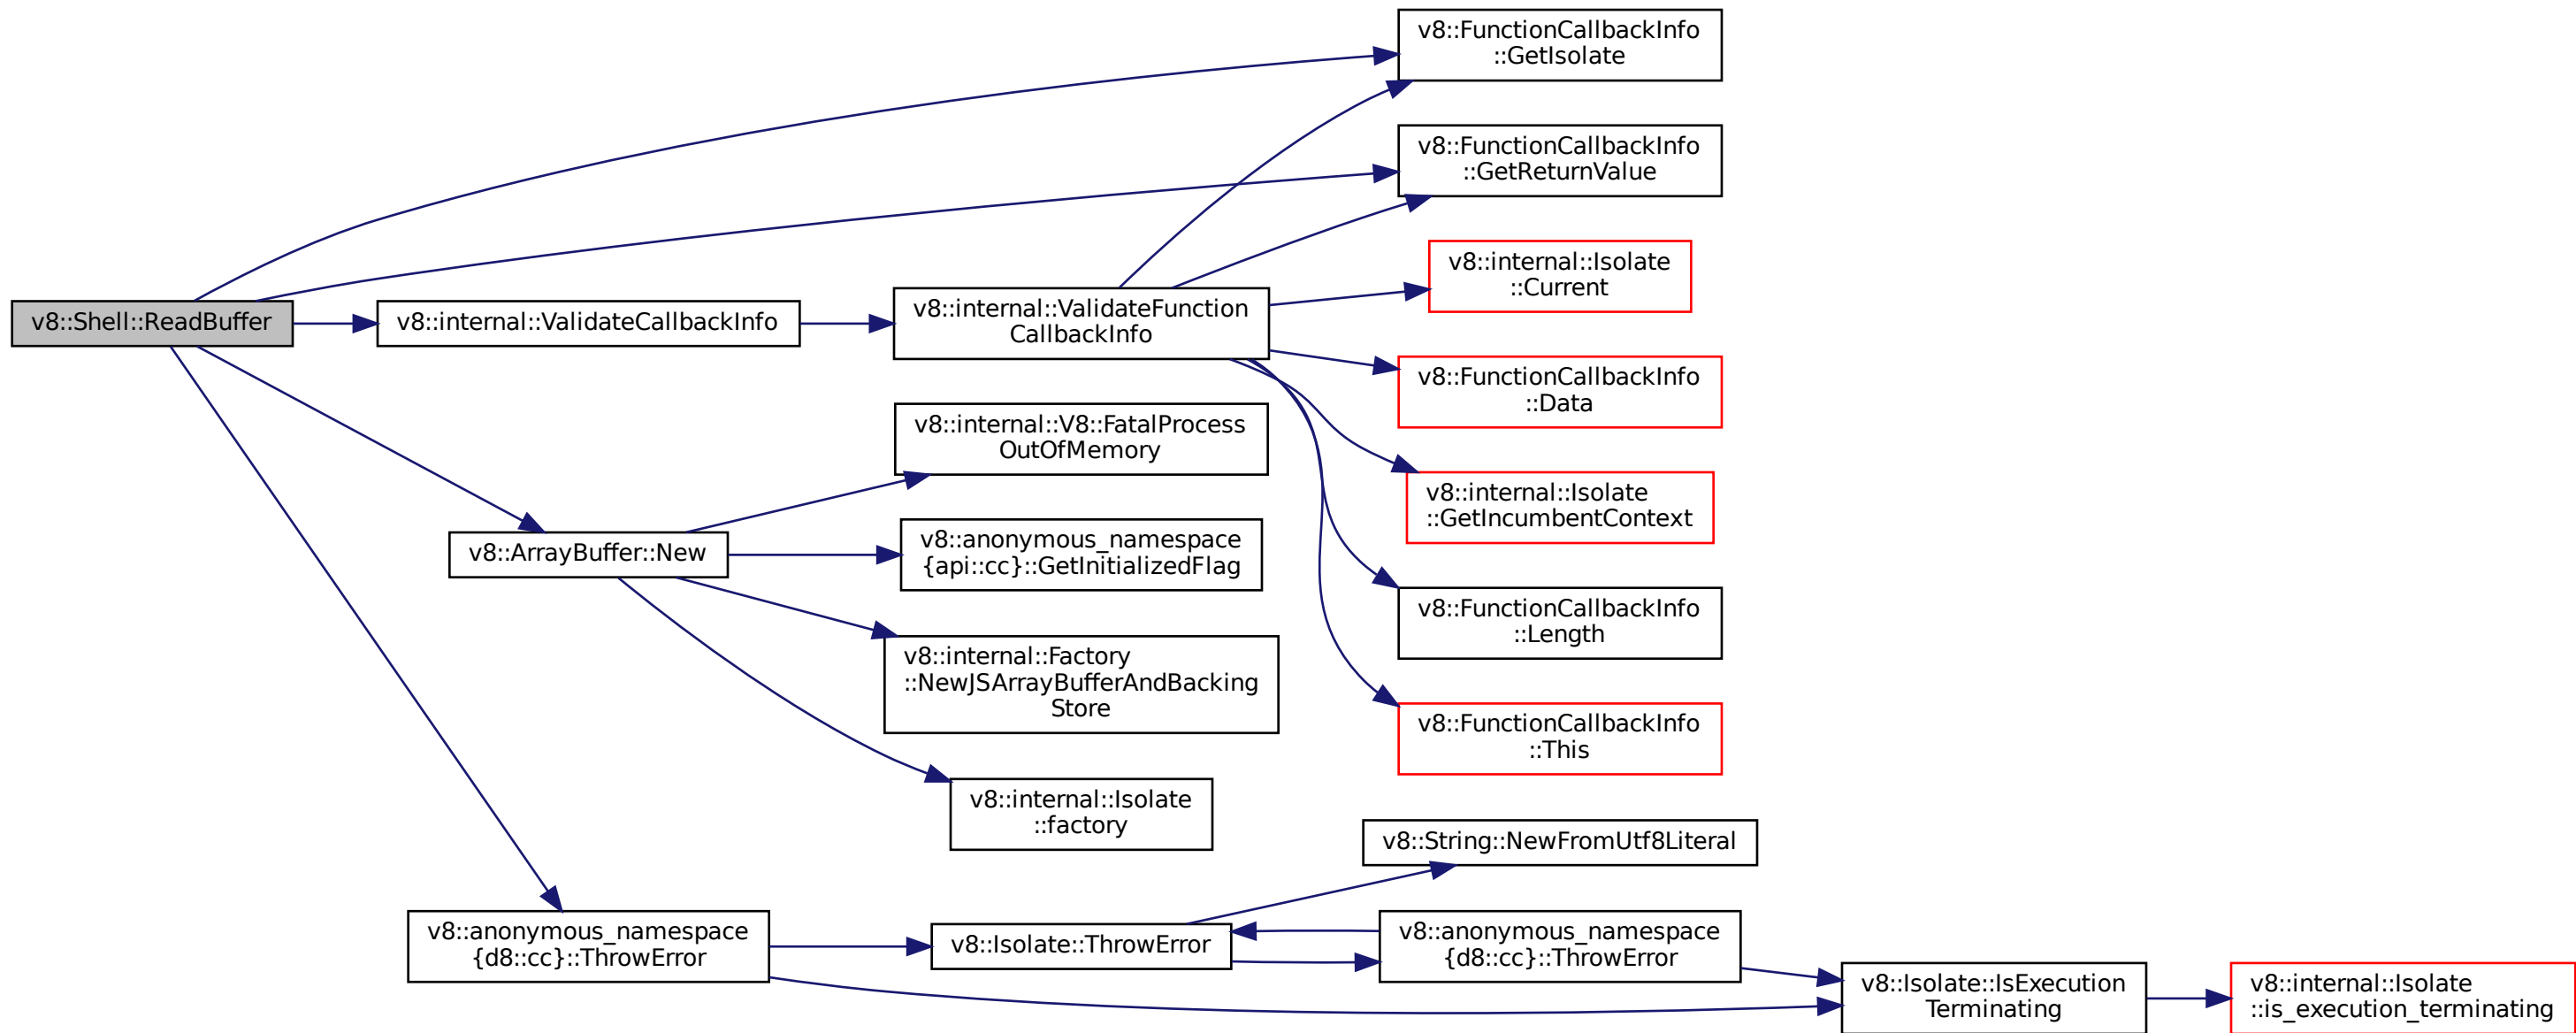 v8::Shell::ReadBuffer
v8::internal::ValidateCallbackInfo
v8::internal::ValidateFunction
CallbackInfo
v8::FunctionCallbackInfo
::GetIsolate
v8::FunctionCallbackInfo
::GetReturnValue
v8::internal::Isolate
::Current
v8::FunctionCallbackInfo
::Data
v8::internal::Isolate
::GetIncumbentContext
v8::FunctionCallbackInfo
::Length
v8::FunctionCallbackInfo
::This
v8::ArrayBuffer::New
v8::internal::V8::FatalProcess
OutOfMemory
v8::anonymous_namespace
{api::cc}::GetInitializedFlag
v8::internal::Factory
::NewJSArrayBufferAndBacking
Store
v8::internal::Isolate
::factory
v8::anonymous_namespace
{d8::cc}::ThrowError
v8::Isolate::ThrowError
v8::String::NewFromUtf8Literal
v8::anonymous_namespace
{d8::cc}::ThrowError
v8::Isolate::IsExecution
Terminating
v8::internal::Isolate
::is_execution_terminating